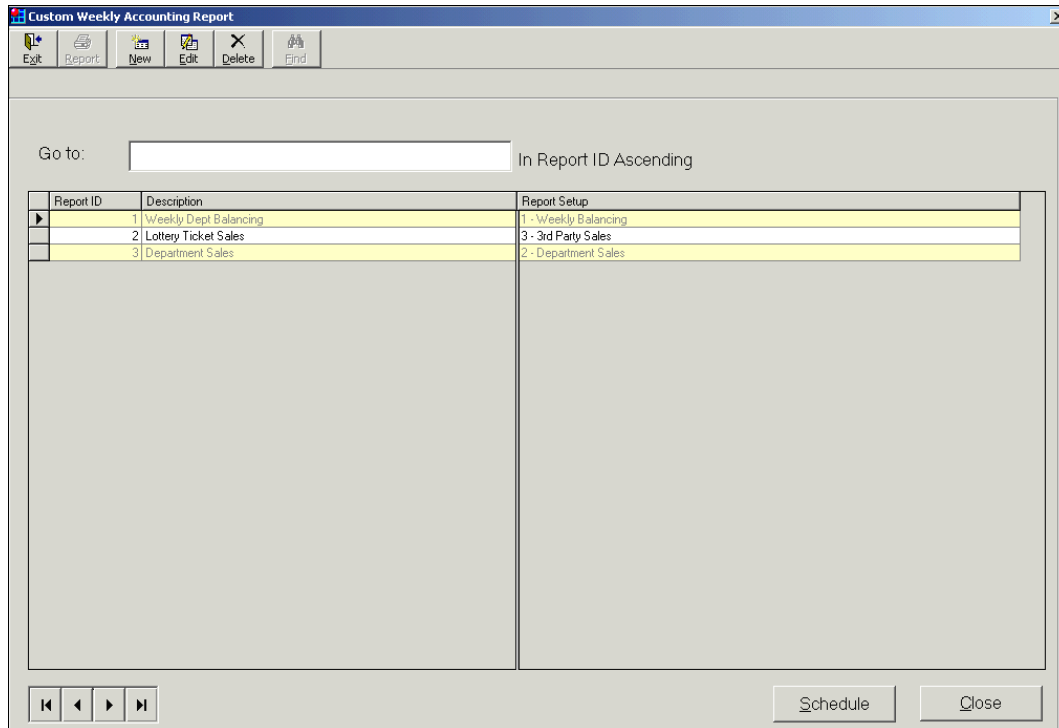 Custom Weekly Accounting Report
Exit Report New Edit Delete Find
Go to: In Report ID Ascending
Report ID Description Report Setup
1 Weekly Dept Balancing 1 - Weekly Balancing
2 Lottery Ticket Sales 3 - 3rd Party Sales
3 Department Sales 2 - Department Sales
Schedule Close